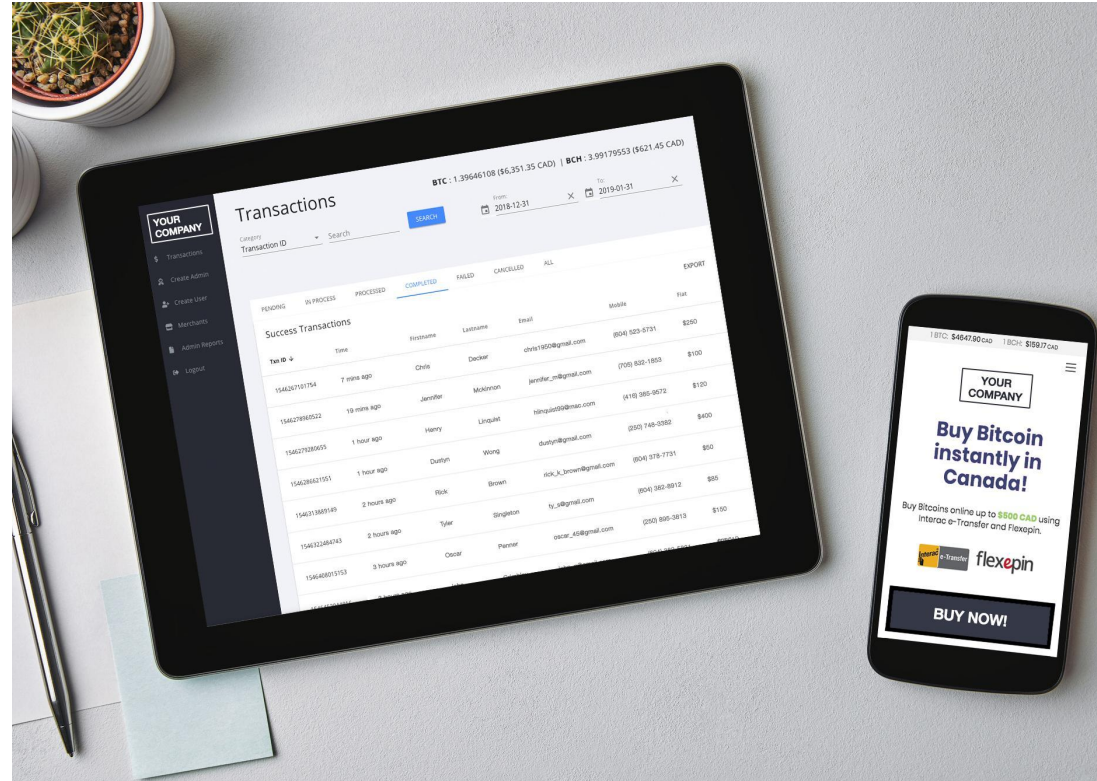 BTC : 1.39646108 ($6,351.35 CAD) | BCH : 3.99179553 ($621.45 CAD)
YOUR
COMPANY
$ Transactions
Create Admin
Create User
Merchants
Admin Reports
Logout
Transactions
Category
Transaction ID
Search
SEARCH
From:
2018-12-31
To:
2019-01-31
PENDING IN PROCESS PROCESSED COMPLETED FAILED CANCELLED ALL
Success Transactions
EXPORT
Txn ID Time Firstname Lastname Email Mobile Fiat
1546267101754 7 mins ago Chris Decker chris1950@gmail.com (604) 523-5731 $250
1546278960522 19 mins ago Jennifer Mckinnon jennifer_m@gmail.com (705) 832-1853 $100
1546279280655 1 hour ago Henry Linquist hlinquist99@mac.com (416) 385-9572 $120
1546286621551 1 hour ago Dustyn Wong dustyn@gmail.com (250) 748-3382 $400
1546313889149 2 hours ago Rick Brown rick_k_brown@gmail.com (604) 378-7731 $50
1546322484743 2 hours ago Tyler Singleton ty_s@gmail.com (604) 382-8912 $85
1546408015153 3 hours ago Oscar Penner oscar_45@gmail.com (250) 895-3813 $150
1 BTC: $4647.90 CAD 1 BCH: $159.17 CAD
YOUR
COMPANY
Buy Bitcoin
instantly in
Canada!
Buy Bitcoins online up to $500 CAD using
Interac e-Transfer and Flexepin.
Interac e-Transfer flexepin
BUY NOW!